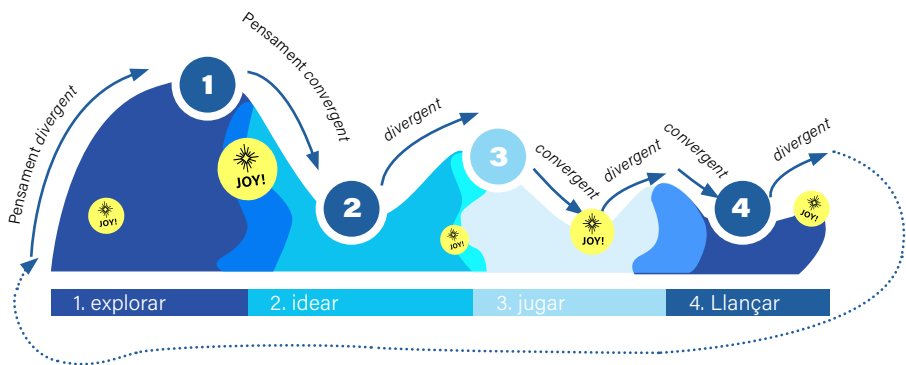 Pensament divergent
1
Pensament convergent
divergent
2
3
convergent
divergent
convergent
4
divergent
JOY!
JOY!
JOY!
JOY!
JOY!
1. explorar
2. idear
3. jugar
4. Llançar